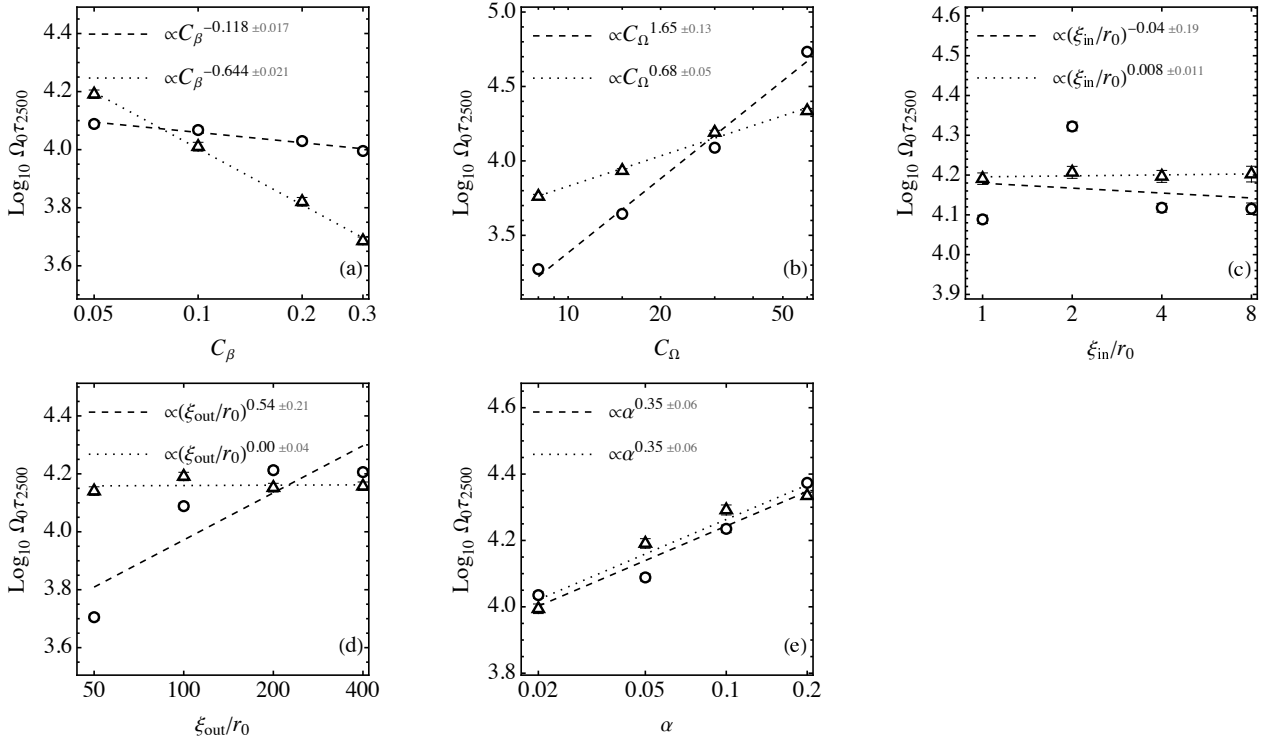 4.4
4.2
4.0
3.8
3.6
Log10 Ω0τ2500
∝Cβ^−0.118 ±0.017
∝Cβ^−0.644 ±0.021
(a)
0.05 0.1 0.2 0.3
Cβ
5.0
4.5
4.0
3.5
Log10 Ω0τ2500
∝CΩ^1.65 ±0.13
∝CΩ^0.68 ±0.05
(b)
10 20 50
CΩ
4.6
4.5
4.4
4.3
4.2
4.1
4.0
3.9
Log10 Ω0τ2500
∝(ξin/r0)^−0.04 ±0.19
∝(ξin/r0)^0.008 ±0.011
(c)
1 2 4 8
ξin/r0
4.4
4.2
4.0
3.8
3.6
Log10 Ω0τ2500
∝(ξout/r0)^0.54 ±0.21
∝(ξout/r0)^0.00 ±0.04
(d)
50 100 200 400
ξout/r0
4.6
4.4
4.2
4.0
3.8
Log10 Ω0τ2500
∝α^0.35 ±0.06
∝α^0.35 ±0.06
(e)
0.02 0.05 0.1 0.2
α